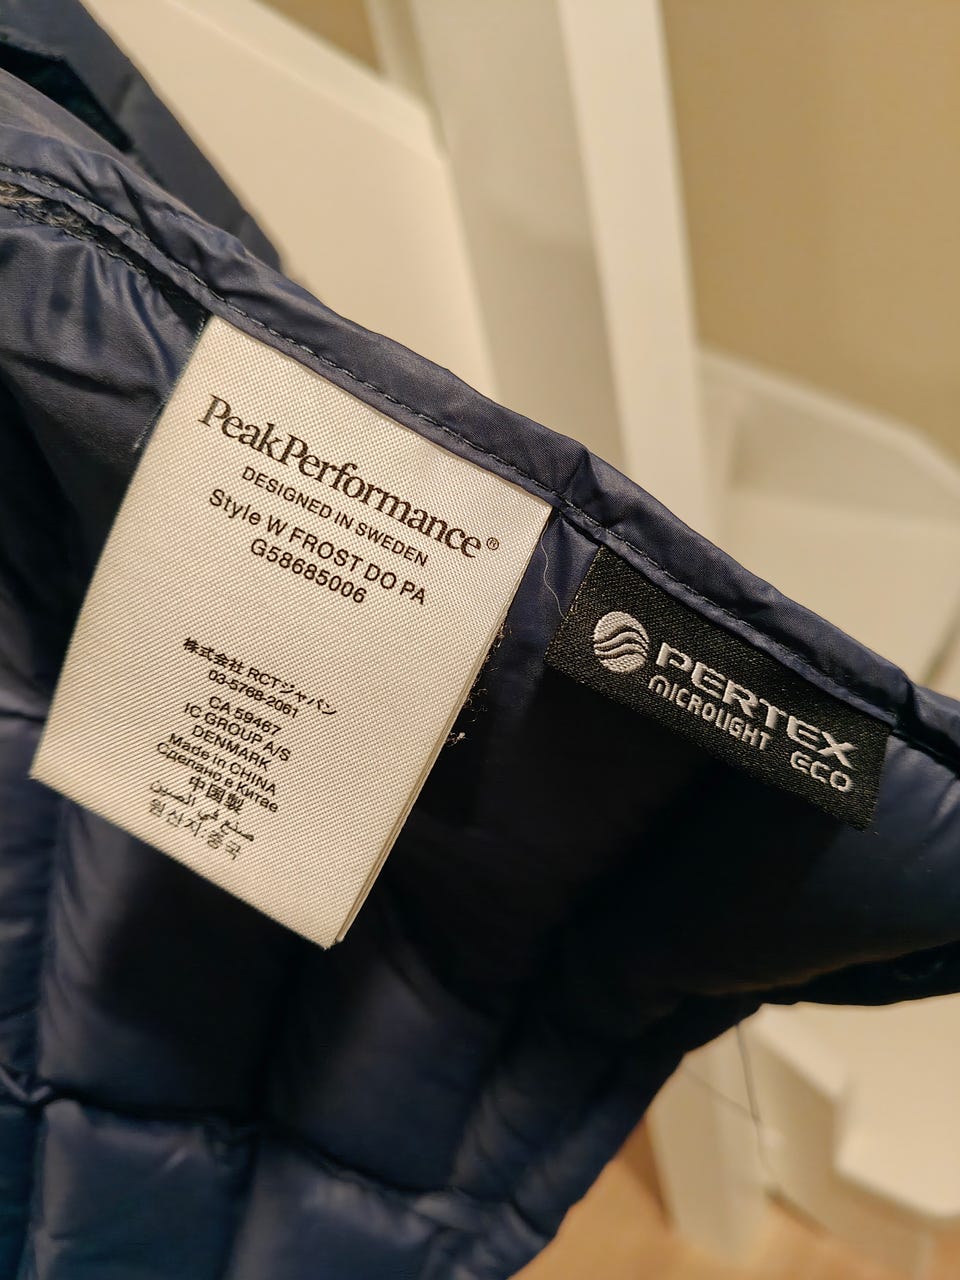 PeakPerformance®
DESIGNED IN SWEDEN
Style W FROST DO PA
G58685006
株式会社 RCTジャパン
03-5768-2061
CA 59467
IC GROUP A/S
DENMARK
Made in CHINA
Сделано в Китае
中国製
صنع في الصين
원산지:중국
PERTEX
MICROLIGHT ECO